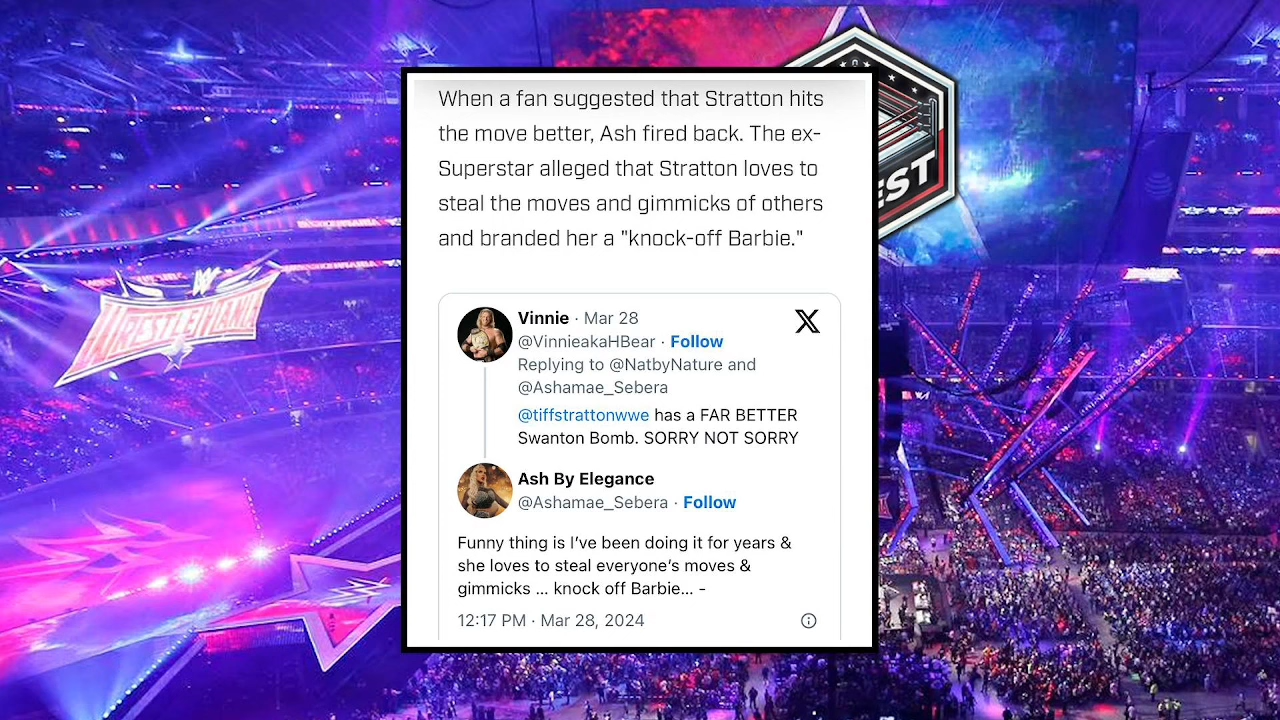 When a fan suggested that Stratton hits
the move better, Ash fired back. The ex-
Superstar alleged that Stratton loves to
steal the moves and gimmicks of others
and branded her a "knock-off Barbie."
Vinnie · Mar 28
@VinnieakaHBear · Follow
Replying to @NatbyNature and
@Ashamae_Sebera
@tiffstrattonwwe has a FAR BETTER
Swanton Bomb. SORRY NOT SORRY
Ash By Elegance
@Ashamae_Sebera · Follow
Funny thing is I’ve been doing it for years &
she loves to steal everyone’s moves &
gimmicks ... knock off Barbie... -
12:17 PM · Mar 28, 2024
WRESTLEMANIA
EST